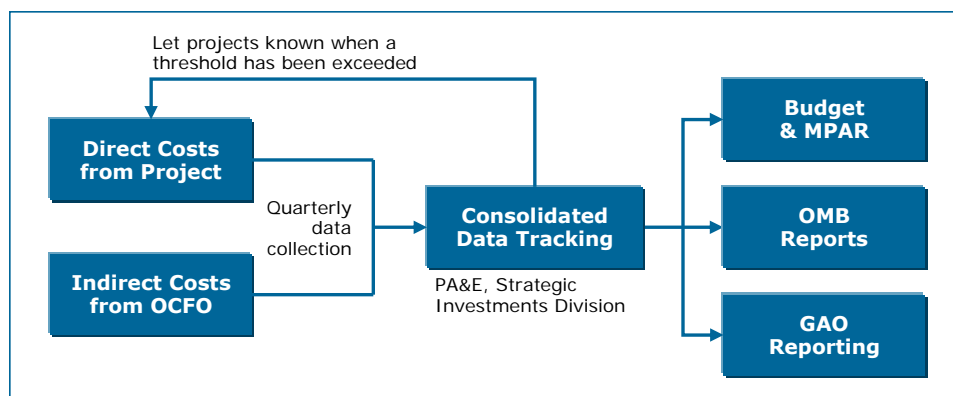 Let projects known when a
threshold has been exceeded
Direct Costs
from Project
Quarterly
data
collection
Indirect Costs
from OCFO
Consolidated
Data Tracking
PA&E, Strategic
Investments Division
Budget
& MPAR
OMB
Reports
GAO
Reporting